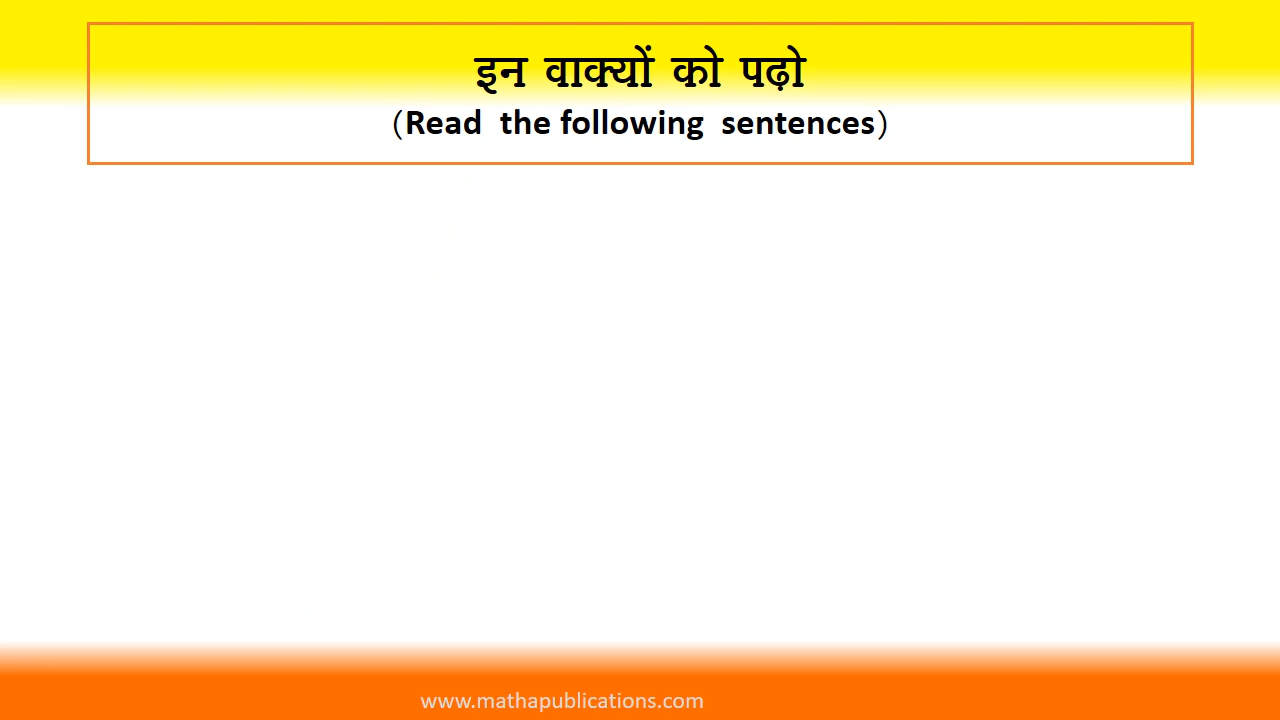 इन वाक्यों को पढ़ो
(Read the following sentences)
www.mathapublications.com